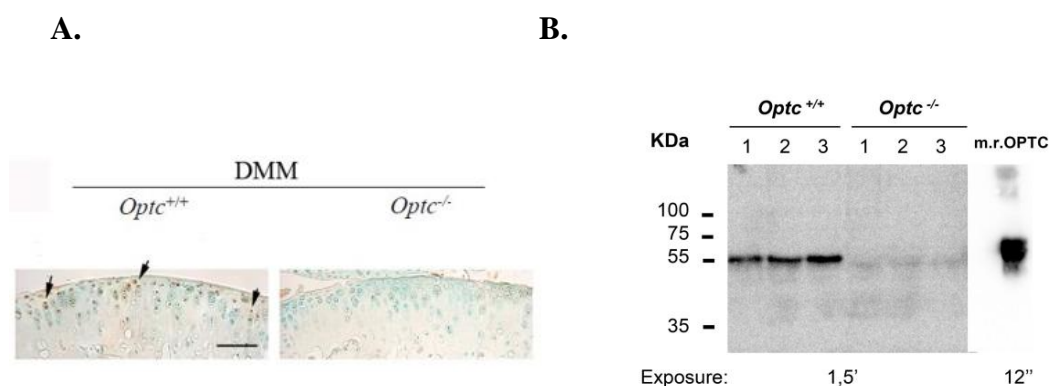 A.
DMM
Optc+/+ Optc-/-
B.
Optc +/+ Optc -/-
KDa 1 2 3 1 2 3 m.r.OPTC
100
75
55
35
Exposure: 1,5’ 12’’